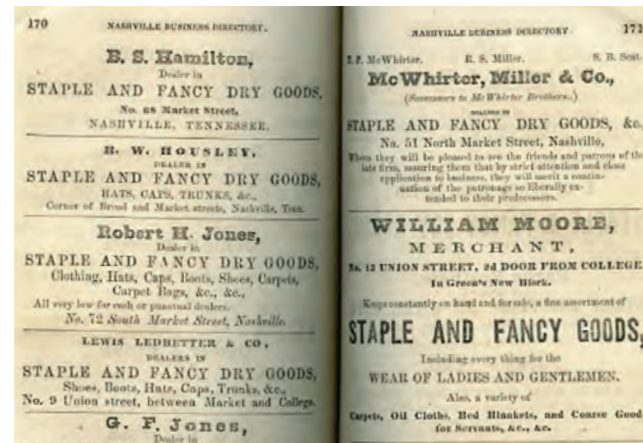 170 NASHVILLE BUSINESS DIRECTORY.
E. S. Hamilton,
Dealer in
STAPLE AND FANCY DRY GOODS,
No. 68 Market Street,
NASHVILLE, TENNESSEE.
R. W. HOUSLEY,
DEALER IN
STAPLE AND FANCY DRY GOODS
HATS, CAPS, TRUNKS, &c.,
Corner of Broad and Market streets, Nashville, Tenn.
Robert H. Jones,
Dealer in
STAPLE AND FANCY DRY GOODS,
Clothing, Hats, Caps, Boots, Shoes, Carpets,
Carpet Bags, &c., &c.,
All very low for cash or punctual dealers.
No. 72 South Market Street, Nashville.
LEWIS LEDBETTER & CO,
DEALERS IN
STAPLE AND FANCY DRY GOODS,
Shoes, Boots, Hats, Caps, Trunks, &c.,
No. 9 Union street, between Market and College.
G. F. Jones,
Dealer in
NASHVILLE BUSINESS DIRECTORY 171
McWhirter. R. S. Miller. S. B. Seat.
McWhirter, Miller & Co.,
(Successors to McWhirter Brothers.)
DEALERS IN
STAPLE AND FANCY DRY GOODS, &c.
No. 51 North Market Street, Nashville,
When they will be pleased to see the friends and patrons of the
late firm, assuring them that by strict attention and close
application to business, they will merit a contin-
uation of the patronage so liberally ex-
tended to their predecessors.
WILLIAM MOORE,
MERCHANT,
No. 13 UNION STREET, 2d DOOR FROM COLLEGE
In Green's New Block.
Keeps constantly on hand and for sale, a fine assortment of
STAPLE AND FANCY GOODS,
Including every thing for the
WEAR OF LADIES AND GENTLEMEN.
Also, a variety of
Carpets, Oil Cloths, Bed Blankets, and Coarse Good
for Servants, &c., &c.